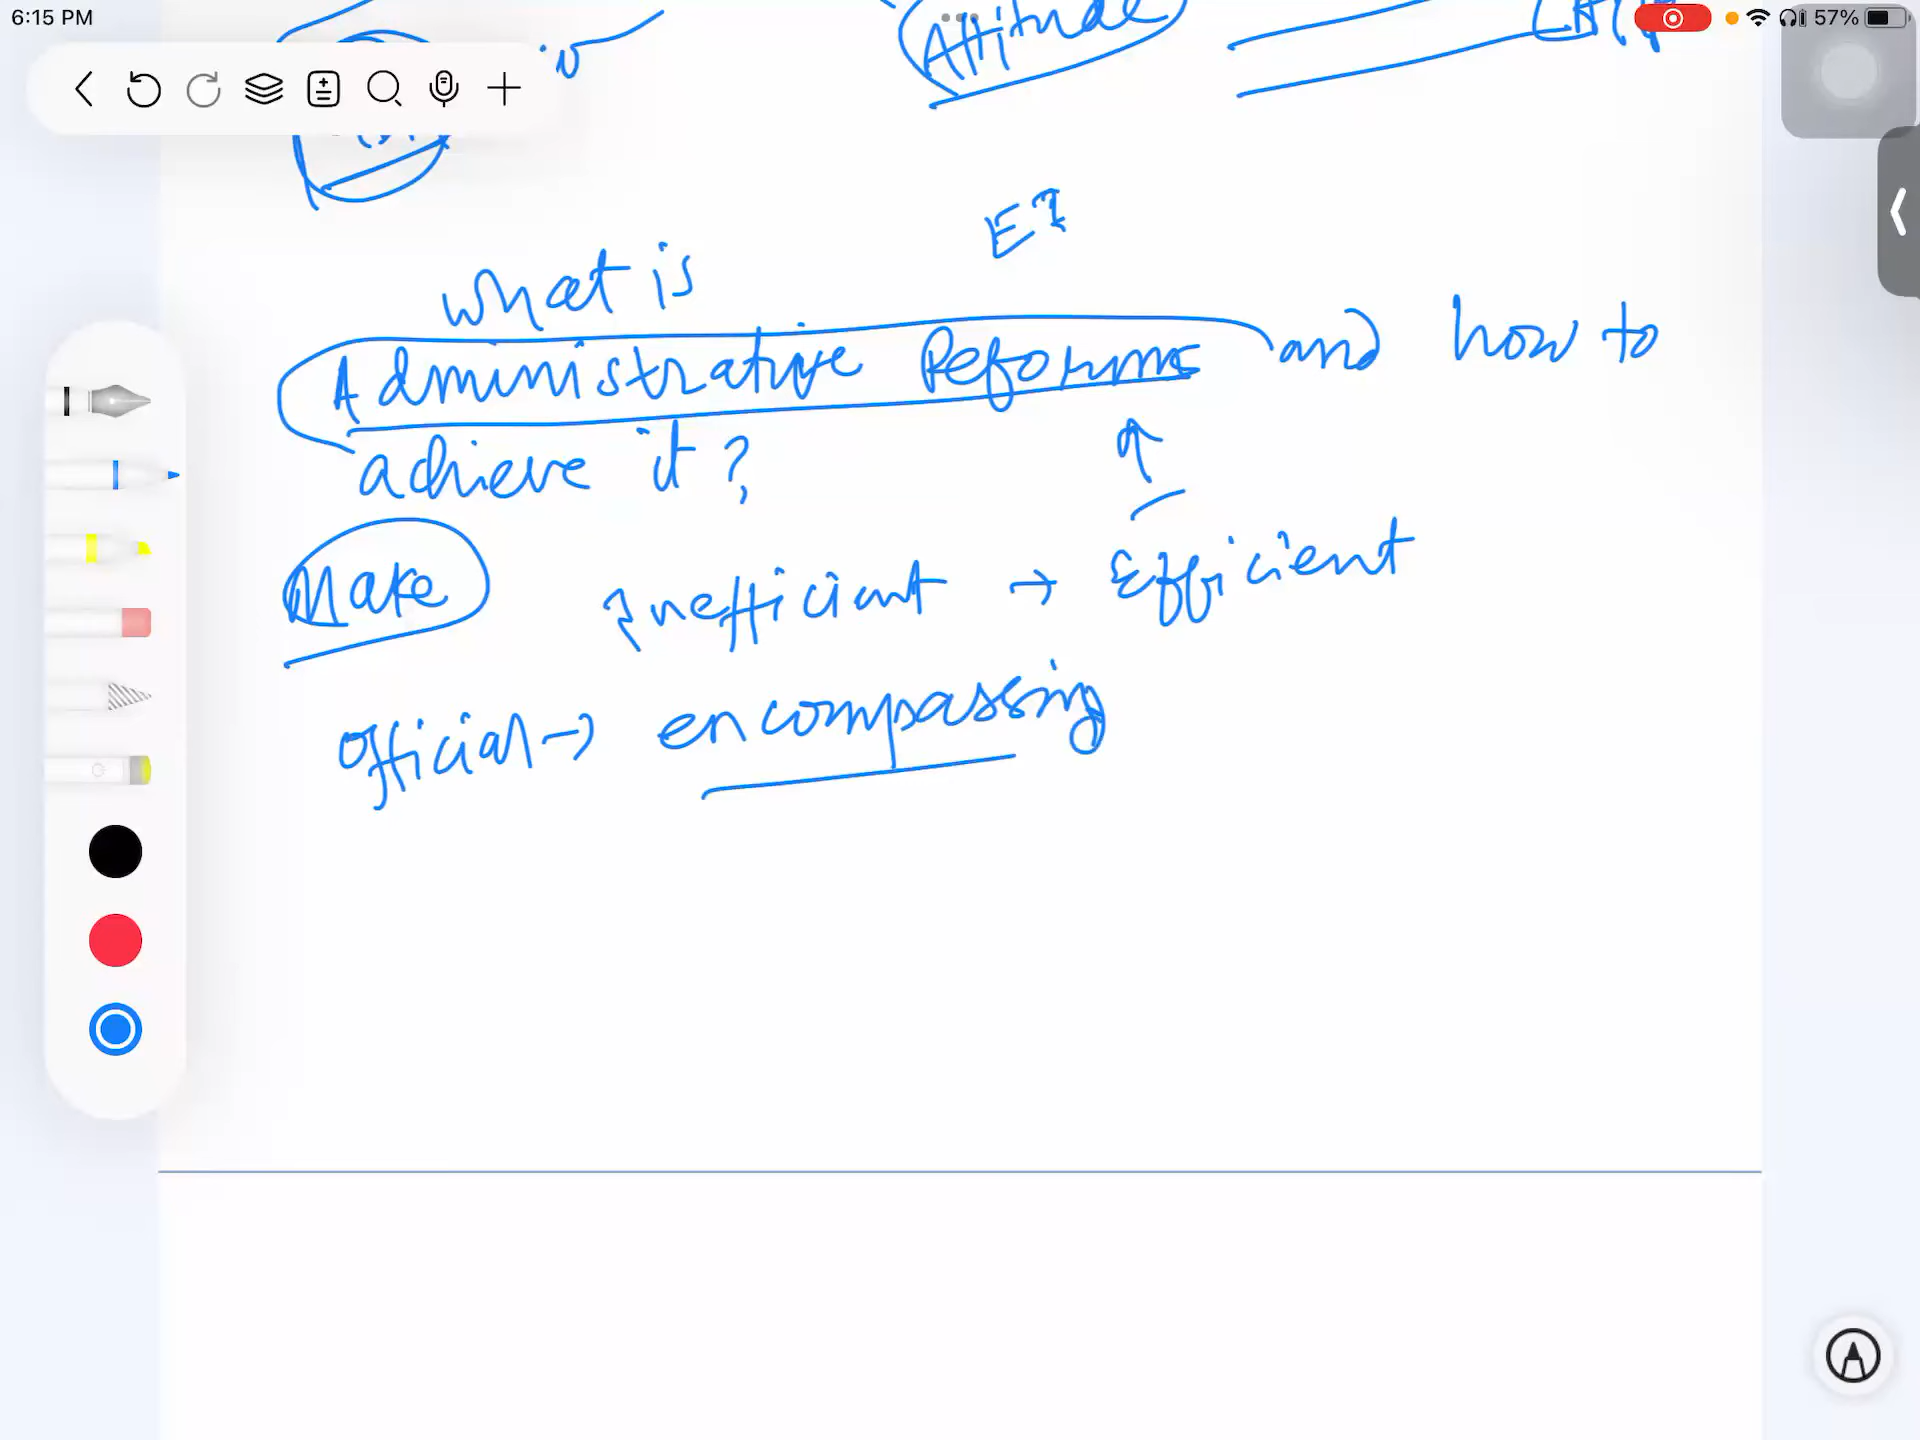 6:15 PM
57%
Attitude
E?
What is
Administrative Reforms and how to
achieve it?
Make Inefficient → Efficient
Official → encompassing